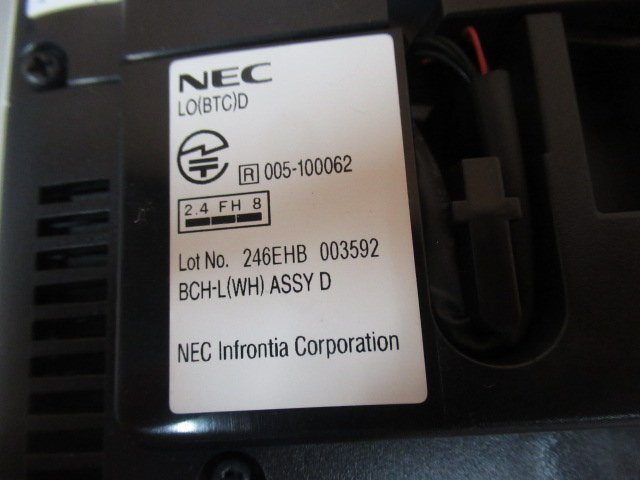 NEC
LO(BTC)D
R 005-100062
2.4 FH 8
Lot No. 246EHB 003592
BCH-L(WH) ASSY D
NEC Infrontia Corporation